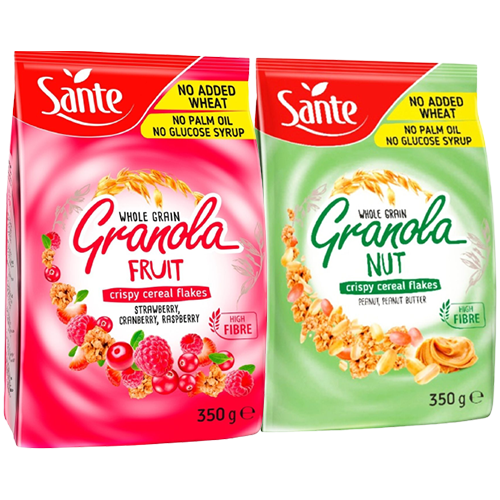 Sante
NO ADDED
WHEAT
NO PALM OIL
NO GLUCOSE SYRUP
WHOLE GRAIN
Granola
FRUIT
crispy cereal flakes
STRAWBERRY,
CRANBERRY, RASPBERRY
HIGH
FIBRE
350 g ℮
Sante
NO ADDED
WHEAT
NO PALM OIL
NO GLUCOSE SYRUP
WHOLE GRAIN
Granola
NUT
crispy cereal flakes
PEANUT, PEANUT BUTTER
HIGH
FIBRE
350 g ℮